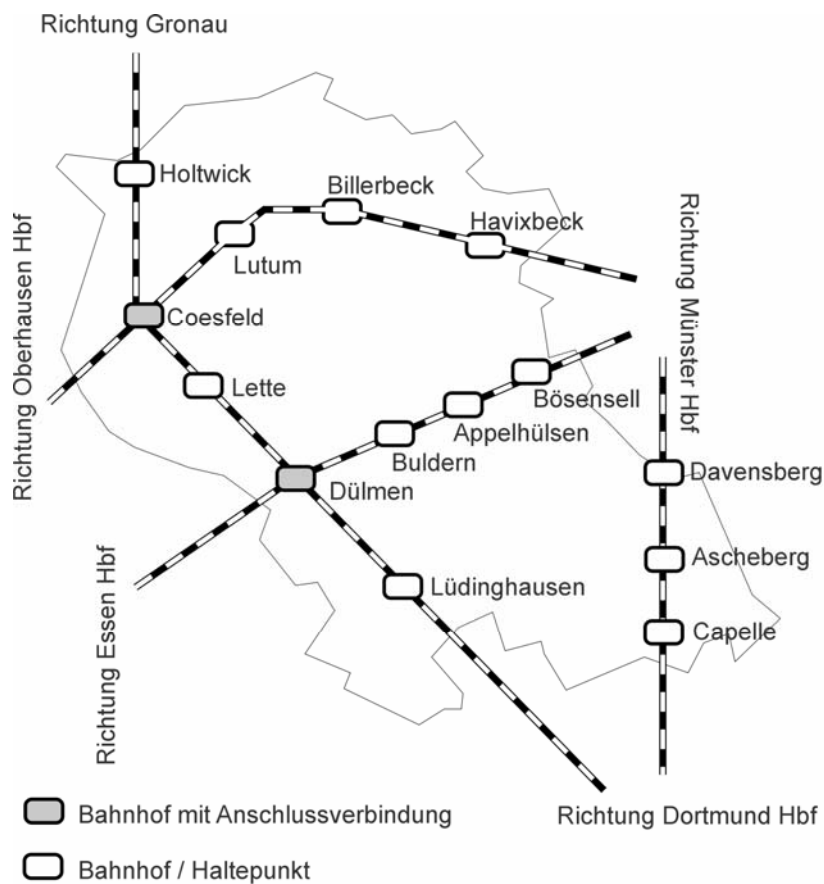 Richtung Gronau
Holtwick
Billerbeck
Havixbeck
Lutum
Richtung Oberhausen Hbf
Richtung Münster Hbf
Coesfeld
Lette
Bösensell
Appelhülsen
Buldern
Dülmen
Davensberg
Richtung Essen Hbf
Ascheberg
Lüdinghausen
Capelle
Bahnhof mit Anschlussverbindung
Richtung Dortmund Hbf
Bahnhof / Haltepunkt